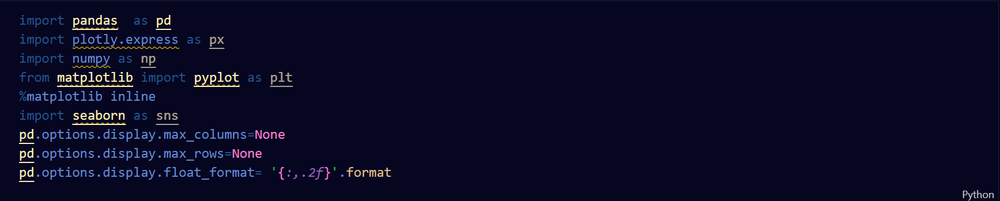 import pandas  as pd
import plotly.express as px
import numpy as np
from matplotlib import pyplot as plt
%matplotlib inline
import seaborn as sns
pd.options.display.max_columns=None
pd.options.display.max_rows=None
pd.options.display.float_format= '{:,.2f}'.format
Python